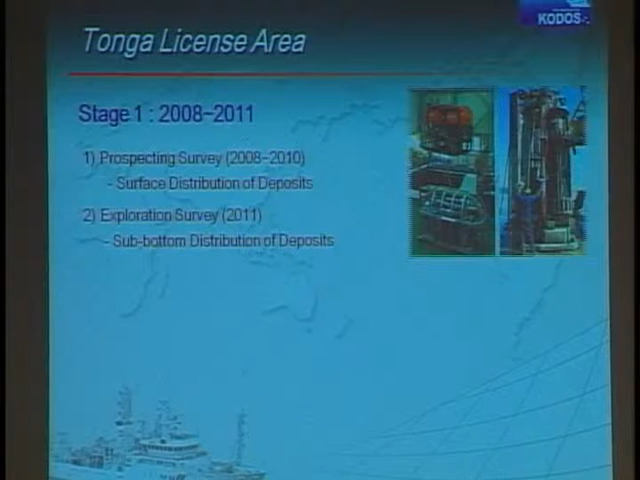 KODOS
Tonga License Area
Stage 1 : 2008-2011
1) Prospecting Survey (2008-2010)
- Surface Distribution of Deposits
2) Exploration Survey (2011)
- Sub-bottom Distribution of Deposits